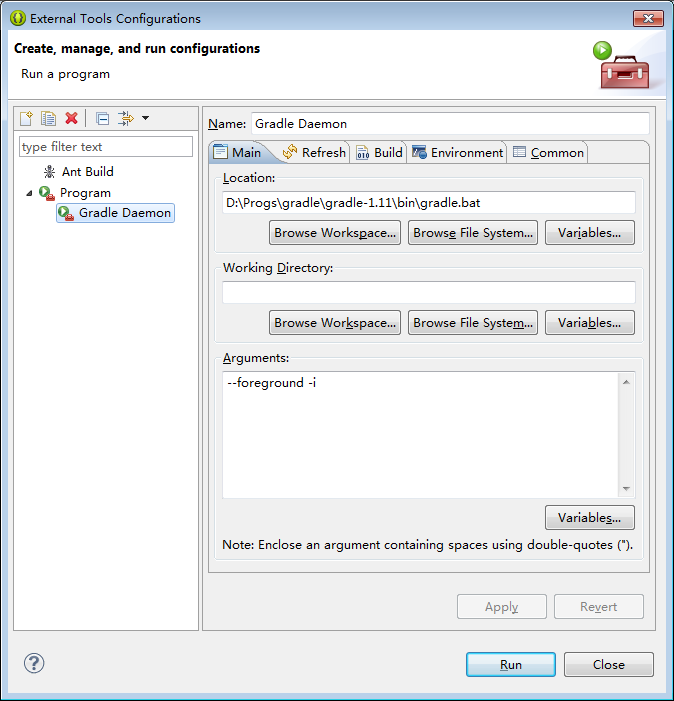 External Tools Configurations
Create, manage, and run configurations
Run a program
type filter text
Ant Build
Program
Gradle Daemon
Name: Gradle Daemon
Main Refresh Build Environment Common
Location:
D:\Progs\gradle\gradle-1.11\bin\gradle.bat
Browse Workspace... Browse File System... Variables...
Working Directory:
Browse Workspace... Browse File System... Variables...
Arguments:
--foreground -i
Variables...
Note: Enclose an argument containing spaces using double-quotes (").
Apply Revert
? Run Close